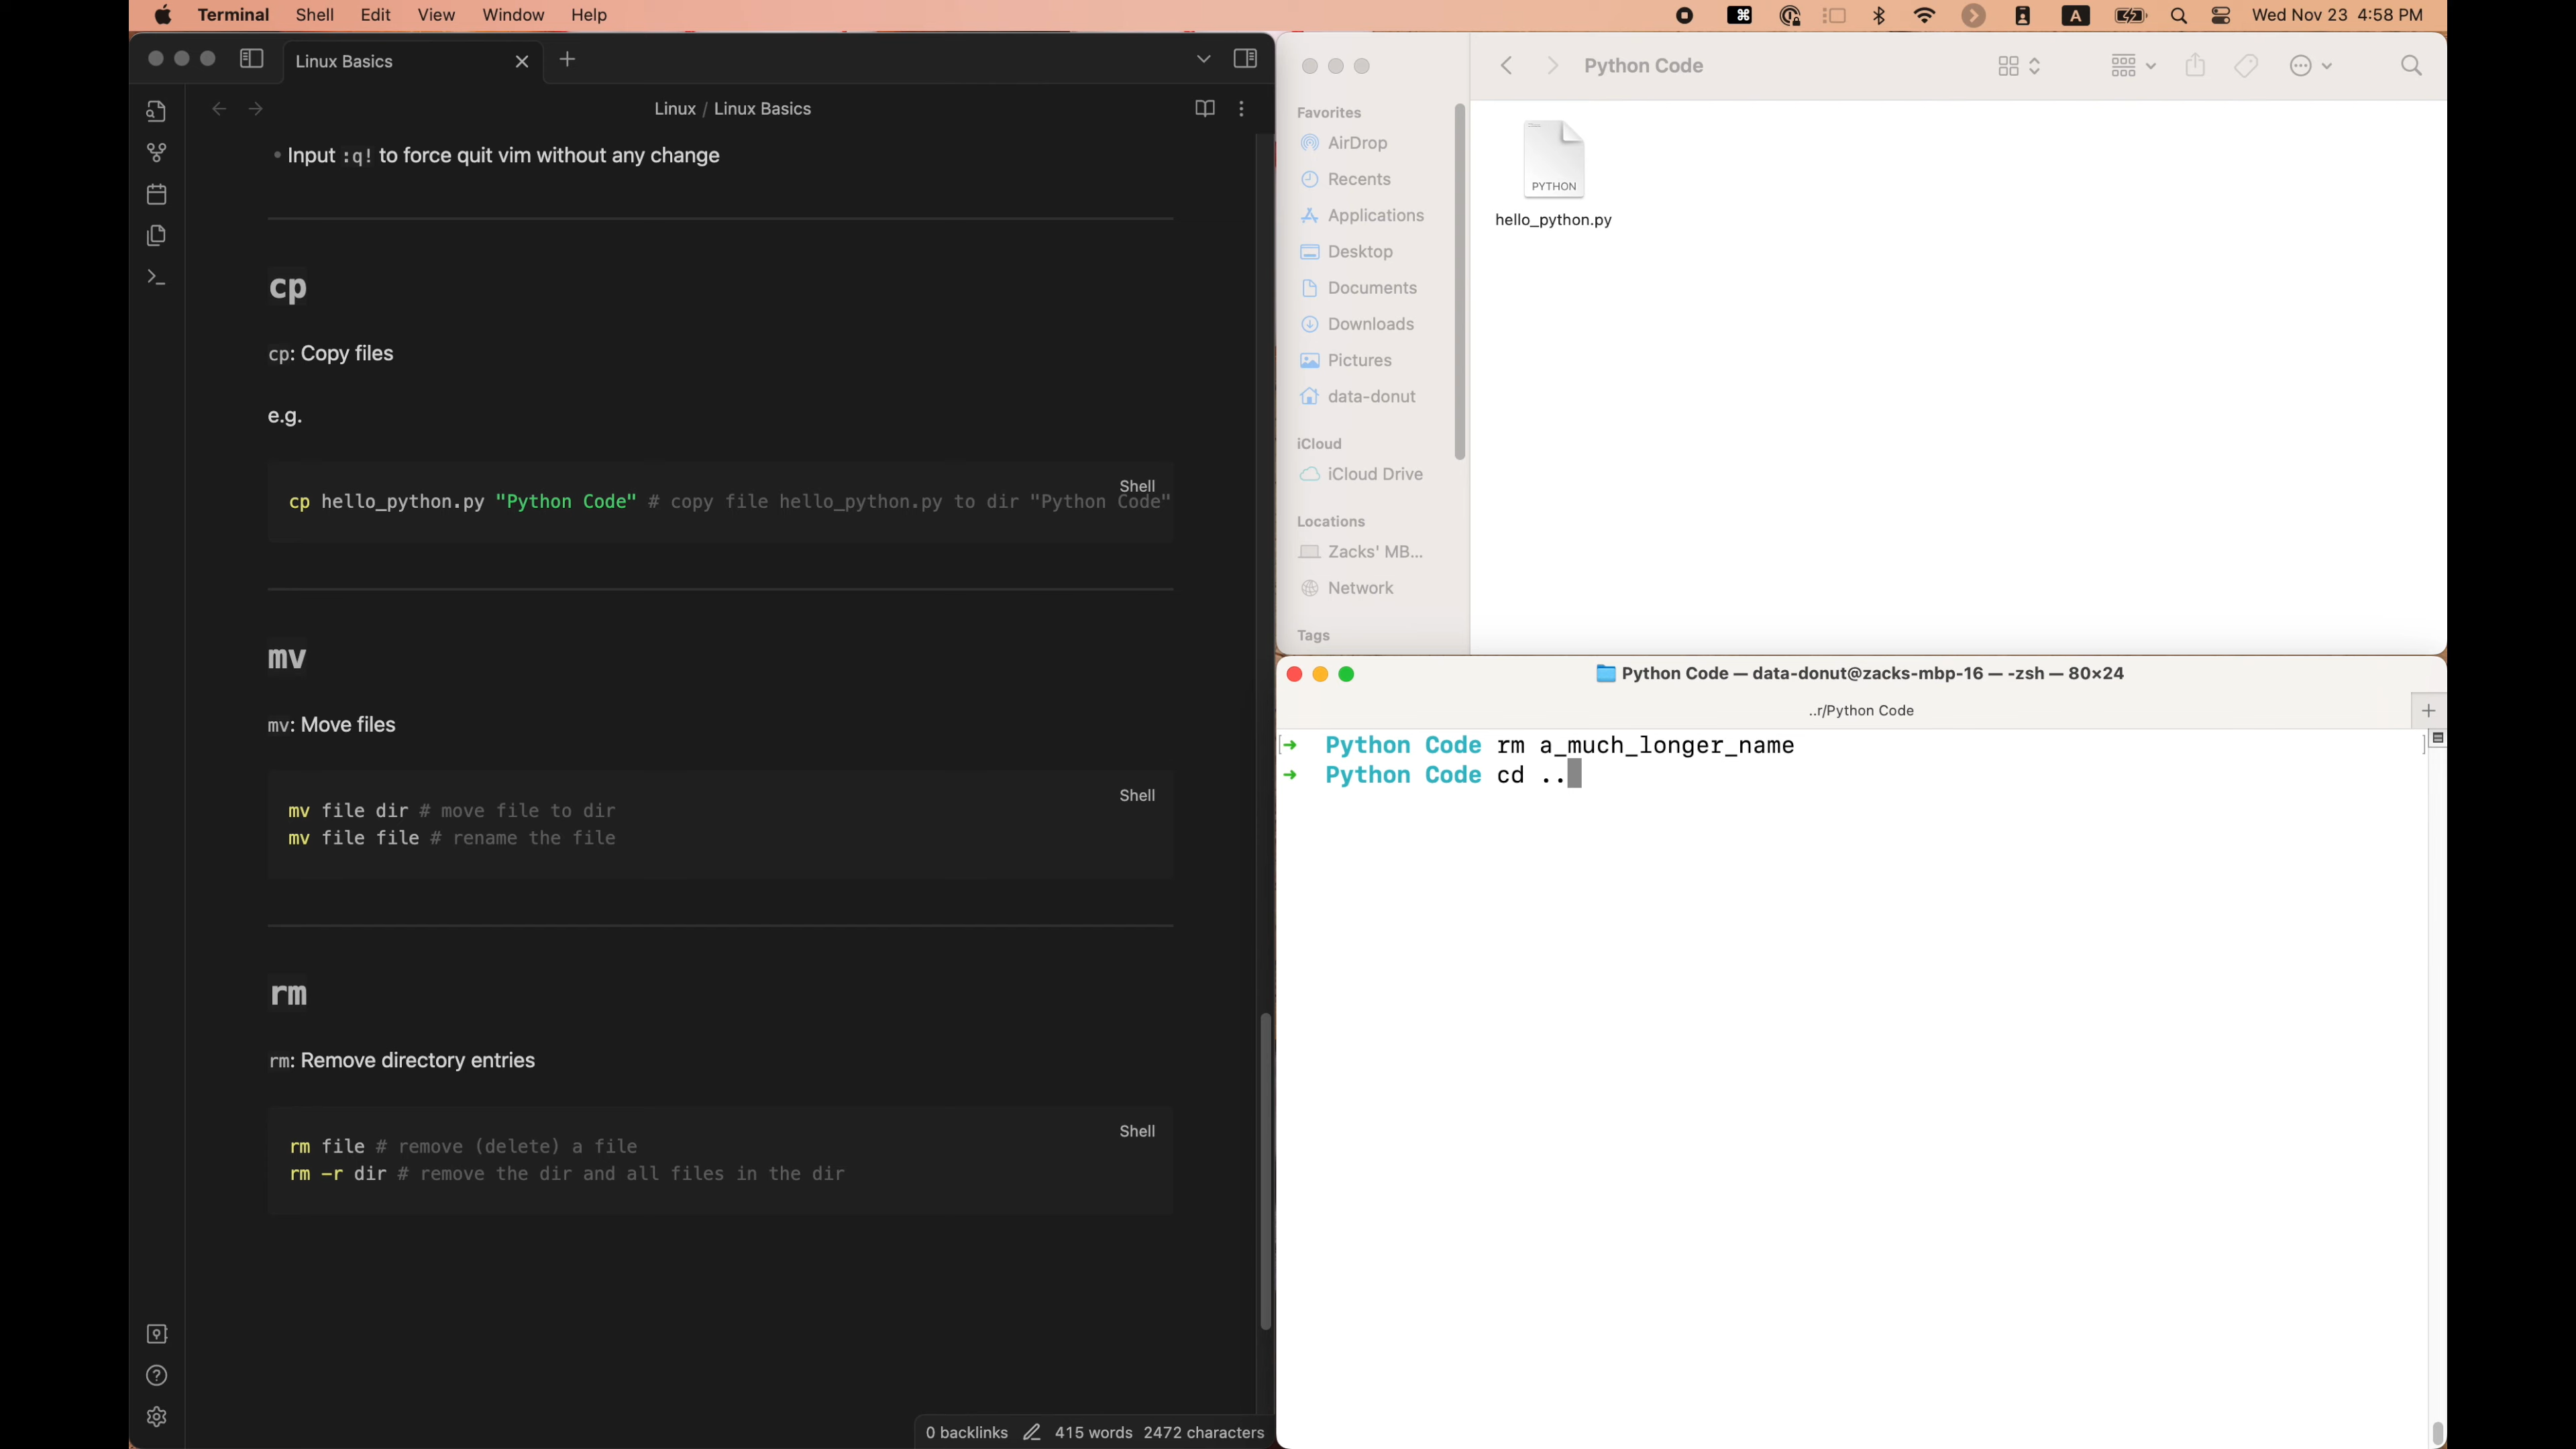 Terminal Shell Edit View Window Help
A
Wed Nov 23 4:58 PM
Linux Basics
Linux / Linux Basics
Input :q! to force quit vim without any change
cp
cp: Copy files
e.g.
Shell
cp hello_python.py "Python Code" # copy file hello_python.py to dir "Python Code"
mv
mv: Move files
Shell
mv file dir # move file to dir
mv file file # rename the file
rm
rm: Remove directory entries
Shell
rm file # remove (delete) a file
rm -r dir # remove the dir and all files in the dir
0 backlinks 415 words 2472 characters
Python Code
Favorites
AirDrop
Recents
Applications
Desktop
Documents
Downloads
Pictures
data-donut
iCloud
iCloud Drive
Locations
Zacks' MB...
Network
Tags
PYTHON
hello_python.py
Python Code — data-donut@zacks-mbp-16 — -zsh — 80×24
..r/Python Code
[➜ Python Code rm a_much_longer_name ]
➜ Python Code cd ..